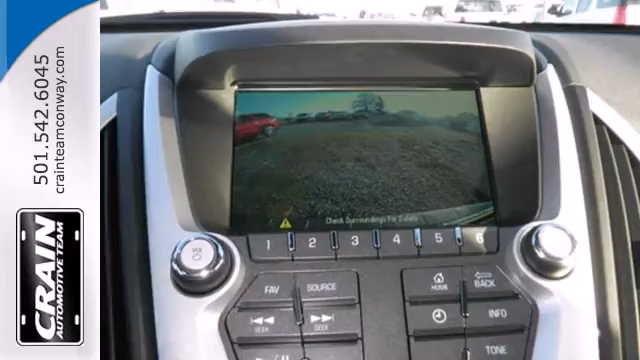 501.542.6045
crainteamconway.com
CRAIN
AUTOMOTIVE TEAM
Check Surroundings For Safety
1 2 3 4 5 6
VOL
FAV SOURCE
HOME BACK
SEEK SEEK
INFO
TONE